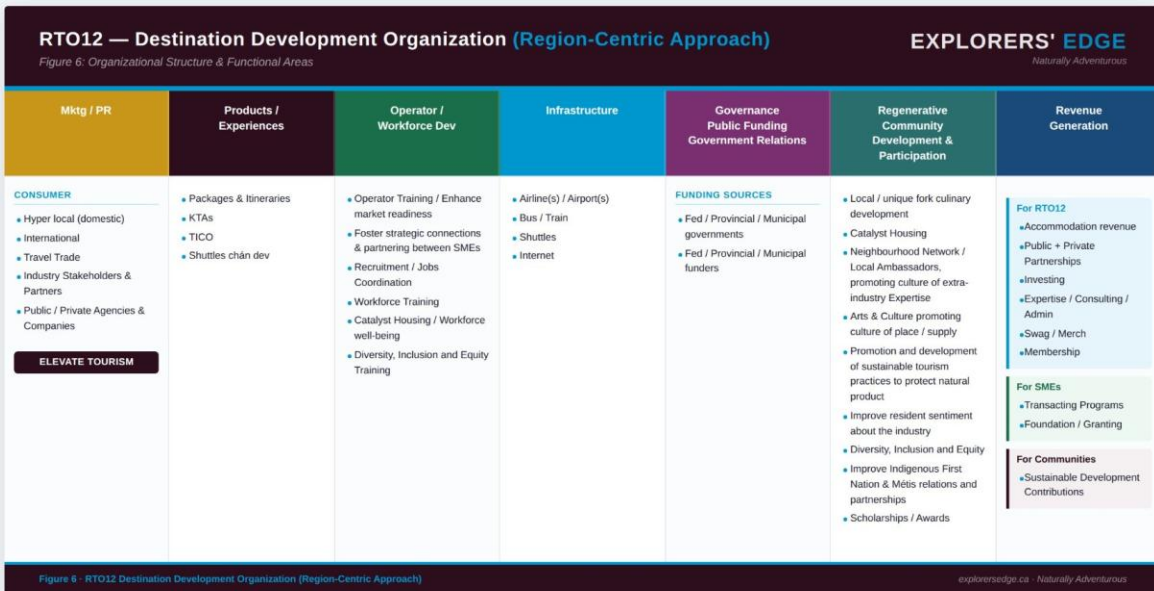 RTO12 — Destination Development Organization (Region-Centric Approach)
Figure 6: Organizational Structure & Functional Areas
EXPLORERS' EDGE
Naturally Adventurous
Mktg / PR
CONSUMER
Hyper local (domestic)
International
Travel Trade
Industry Stakeholders &
Partners
Public / Private Agencies &
Companies
ELEVATE TOURISM
Products /
Experiences
Packages & Itineraries
KTAs
TICO
Shuttles chán dev
Operator /
Workforce Dev
Operator Training / Enhance
market readiness
Foster strategic connections
& partnering between SMEs
Recruitment / Jobs
Coordination
Workforce Training
Catalyst Housing / Workforce
well-being
Diversity, Inclusion and Equity
Training
Infrastructure
Airline(s) / Airport(s)
Bus / Train
Shuttles
Internet
Governance
Public Funding
Government Relations
FUNDING SOURCES
Fed / Provincial / Municipal
governments
Fed / Provincial / Municipal
funders
Regenerative
Community
Development &
Participation
Local / unique fork culinary
development
Catalyst Housing
Neighbourhood Network /
Local Ambassadors,
promoting culture of extra-
industry Expertise
Arts & Culture promoting
culture of place / supply
Promotion and development
of sustainable tourism
practices to protect natural
product
Improve resident sentiment
about the industry
Diversity, Inclusion and Equity
Improve Indigenous First
Nation & Métis relations and
partnerships
Scholarships / Awards
Revenue
Generation
For RTO12
Accommodation revenue
Public + Private
Partnerships
Investing
Expertise / Consulting /
Admin
Swag / Merch
Membership
For SMEs
Transacting Programs
Foundation / Granting
For Communities
Sustainable Development
Contributions
Figure 6 · RTO12 Destination Development Organization (Region-Centric Approach)
explorersedge.ca · Naturally Adventurous